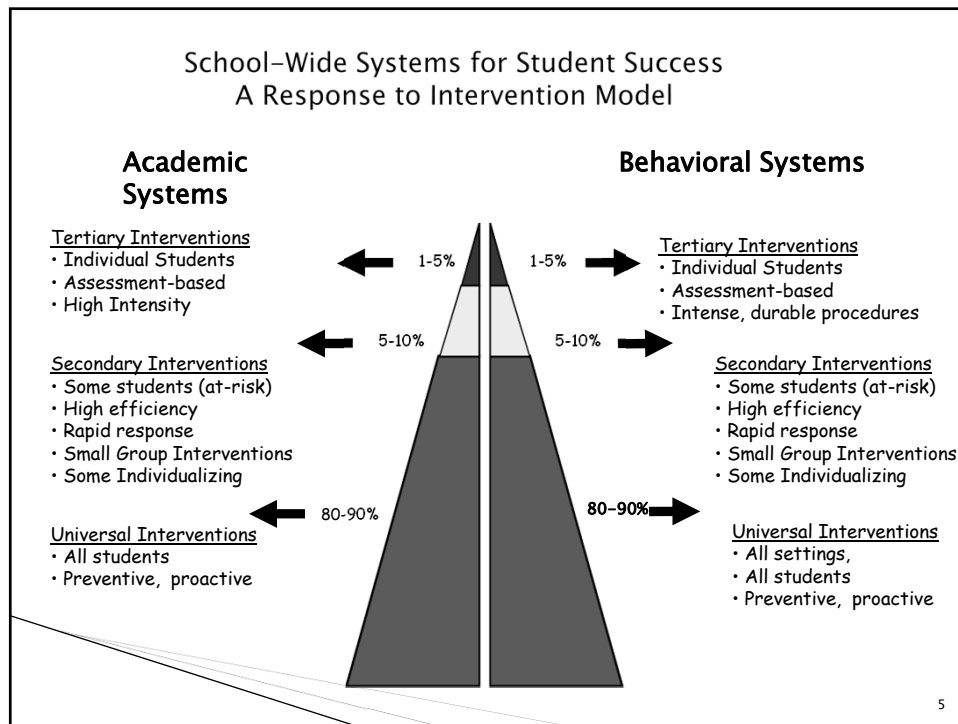 School-Wide Systems for Student Success
A Response to Intervention Model
Academic
Systems
Tertiary Interventions
• Individual Students
• Assessment-based
• High Intensity
1-5%
5-10%
Secondary Interventions
• Some students (at-risk)
• High efficiency
• Rapid response
• Small Group Interventions
• Some Individualizing
80-90%
Universal Interventions
• All students
• Preventive, proactive
Behavioral Systems
1-5%
Tertiary Interventions
• Individual Students
• Assessment-based
• Intense, durable procedures
5-10%
Secondary Interventions
• Some students (at-risk)
• High efficiency
• Rapid response
• Small Group Interventions
• Some Individualizing
80-90%
Universal Interventions
• All settings,
• All students
• Preventive, proactive
5